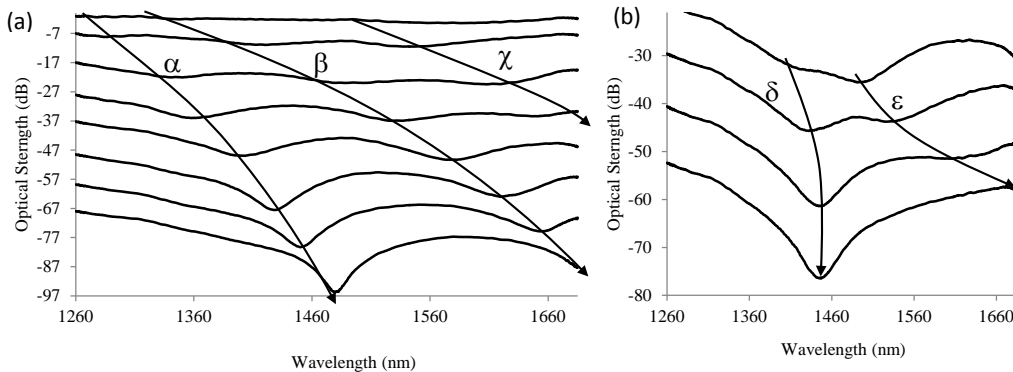 (a)
-7
-17
-27
-37
-47
-57
-67
-77
-87
-97
Optical Sterngth (dB)
α
β
χ
1260 1360 1460 1560 1660
Wavelength (nm)
(b)
-30
-40
-50
-60
-70
-80
Optical Sterngth (dB)
δ
ε
1260 1360 1460 1560 1660
Wavelength (nm)